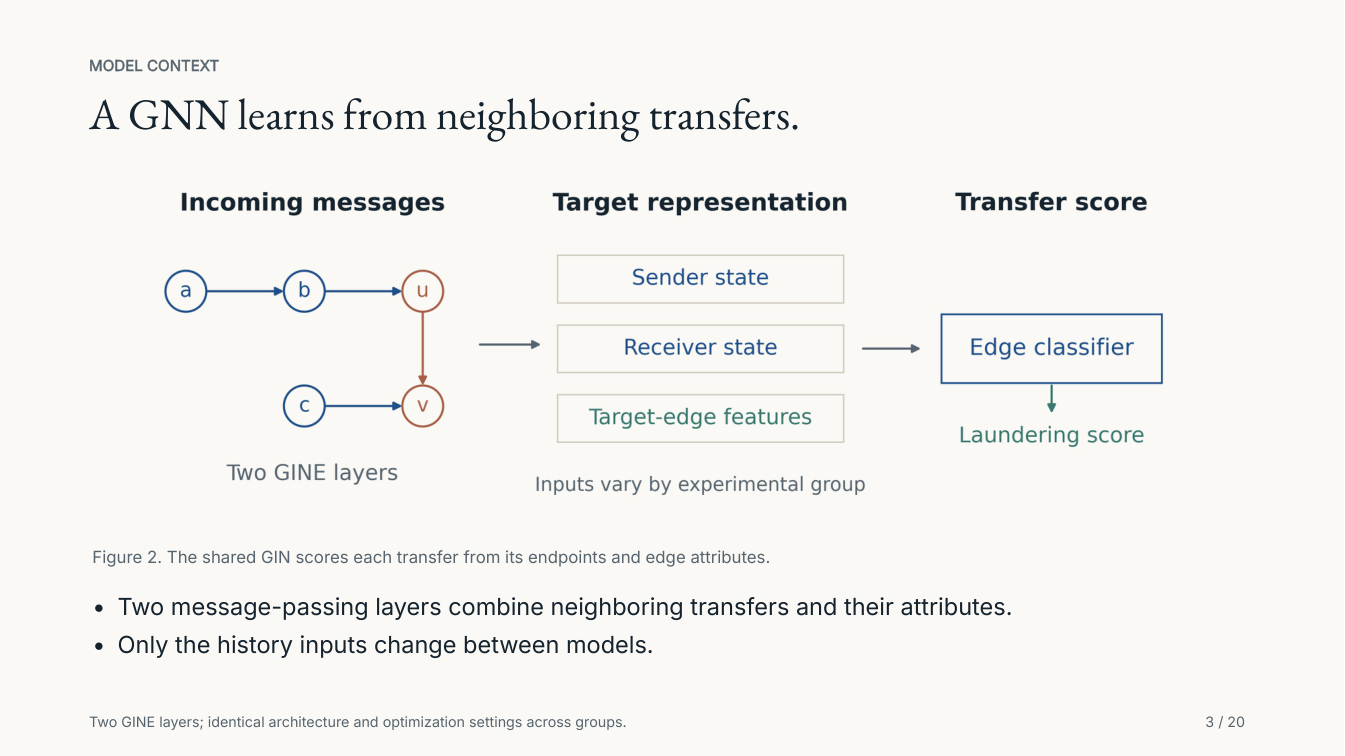 MODEL CONTEXT
A GNN learns from neighboring transfers.
Incoming messages
Target representation
Transfer score
a
b
u
c
v
Two GINE layers
Sender state
Receiver state
Target-edge features
Inputs vary by experimental group
Edge classifier
Laundering score
Figure 2. The shared GIN scores each transfer from its endpoints and edge attributes.
• Two message-passing layers combine neighboring transfers and their attributes.
• Only the history inputs change between models.
Two GINE layers; identical architecture and optimization settings across groups.
3 / 20